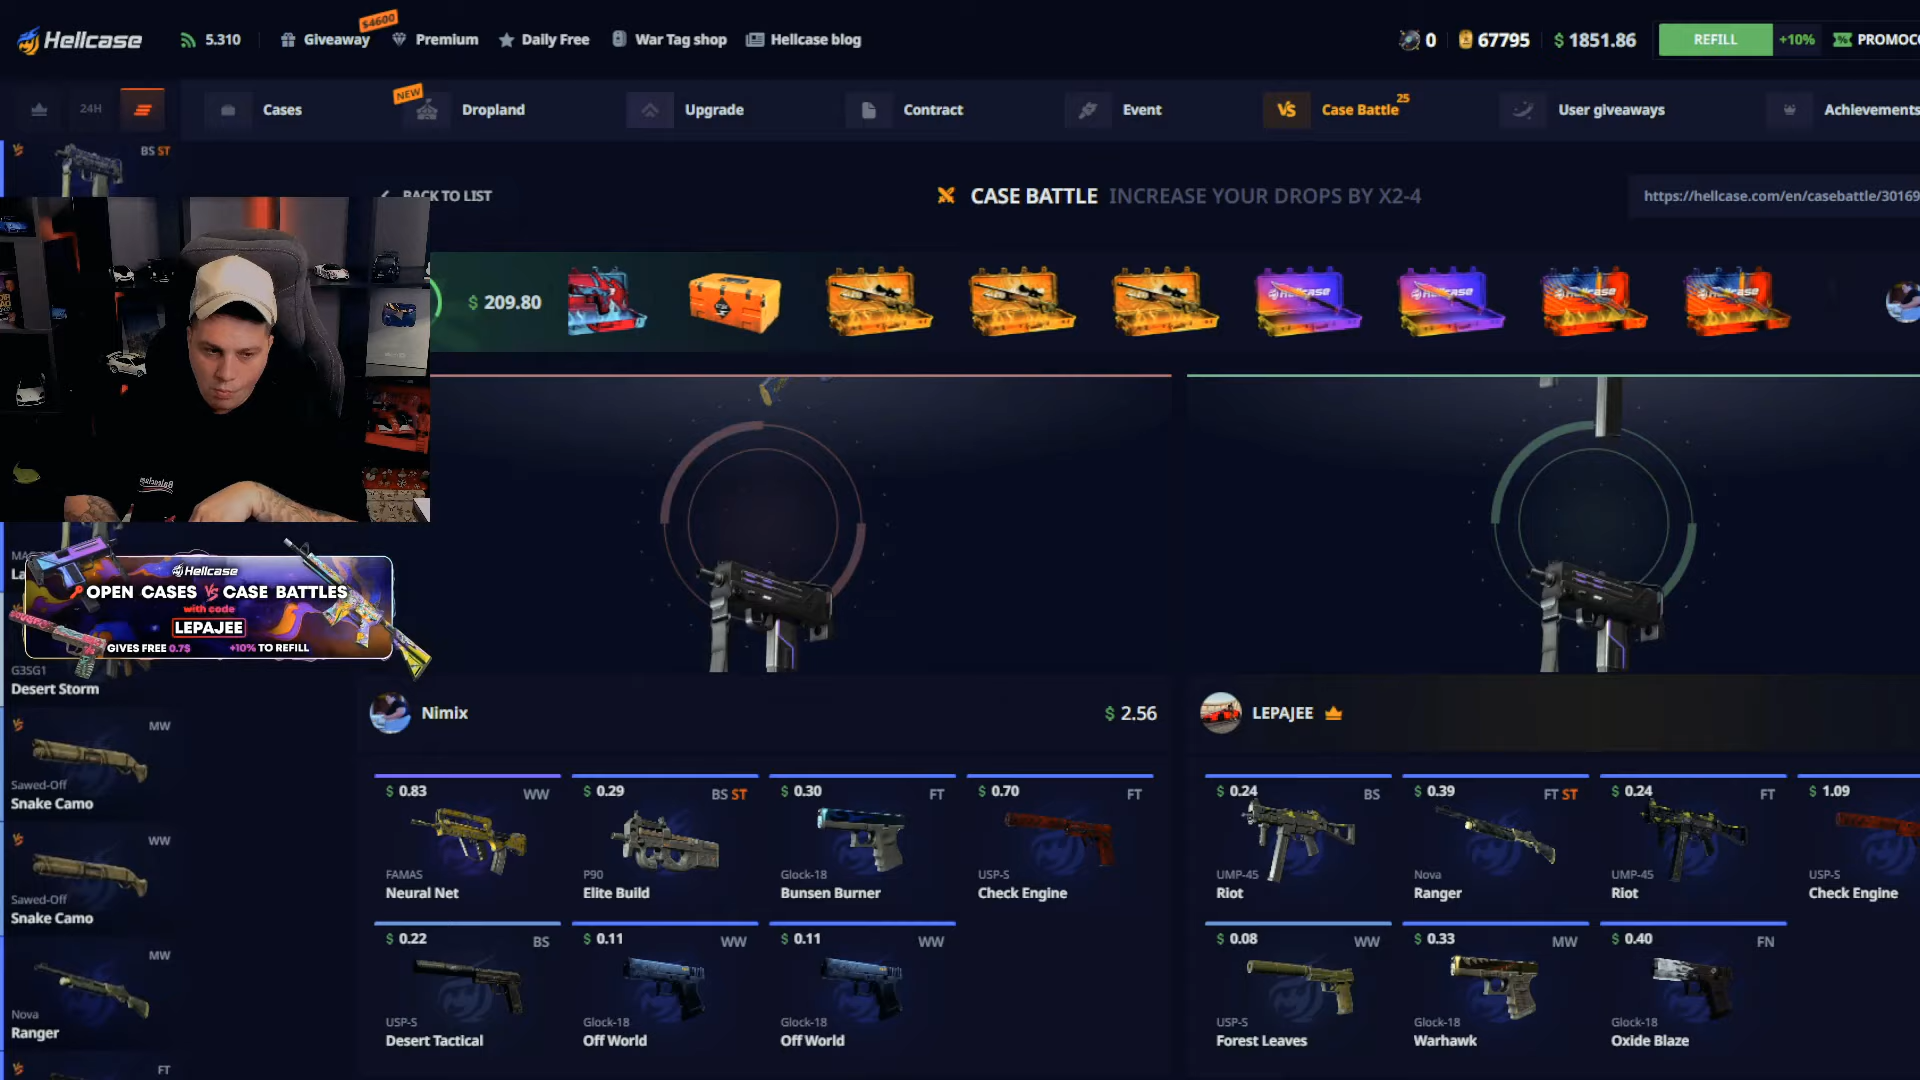 Hellcase
5.310
Giveaway
$4600
Premium
Daily Free
War Tag shop
Hellcase blog
0
67795
$ 1851.86
REFILL
+10%
PROMOCO
24H
Cases
NEW
Dropland
Upgrade
Contract
Event
VS
Case Battle
25
User giveaways
Achievements
BS ST
BACK TO LIST
CASE BATTLE INCREASE YOUR DROPS BY X2-4
https://hellcase.com/en/casebattle/30169
$ 209.80
Hellcase
OPEN CASES VS CASE BATTLES
with code
LEPAJEE
GIVES FREE 0.7$ +10% TO REFILL
G3SG1
Desert Storm
MW
Sawed-Off
Snake Camo
WW
Sawed-Off
Snake Camo
MW
Nova
Ranger
FT
Nimix
$ 2.56
LEPAJEE
$ 0.83 WW
FAMAS
Neural Net
$ 0.29 BS ST
P90
Elite Build
$ 0.30 FT
Glock-18
Bunsen Burner
$ 0.70 FT
USP-S
Check Engine
$ 0.22 BS
USP-S
Desert Tactical
$ 0.11 WW
Glock-18
Off World
$ 0.11 WW
Glock-18
Off World
$ 0.24 BS
UMP-45
Riot
$ 0.39 FT ST
Nova
Ranger
$ 0.24 FT
UMP-45
Riot
$ 1.09
USP-S
Check Engine
$ 0.08 WW
USP-S
Forest Leaves
$ 0.33 MW
Glock-18
Warhawk
$ 0.40 FN
Glock-18
Oxide Blaze